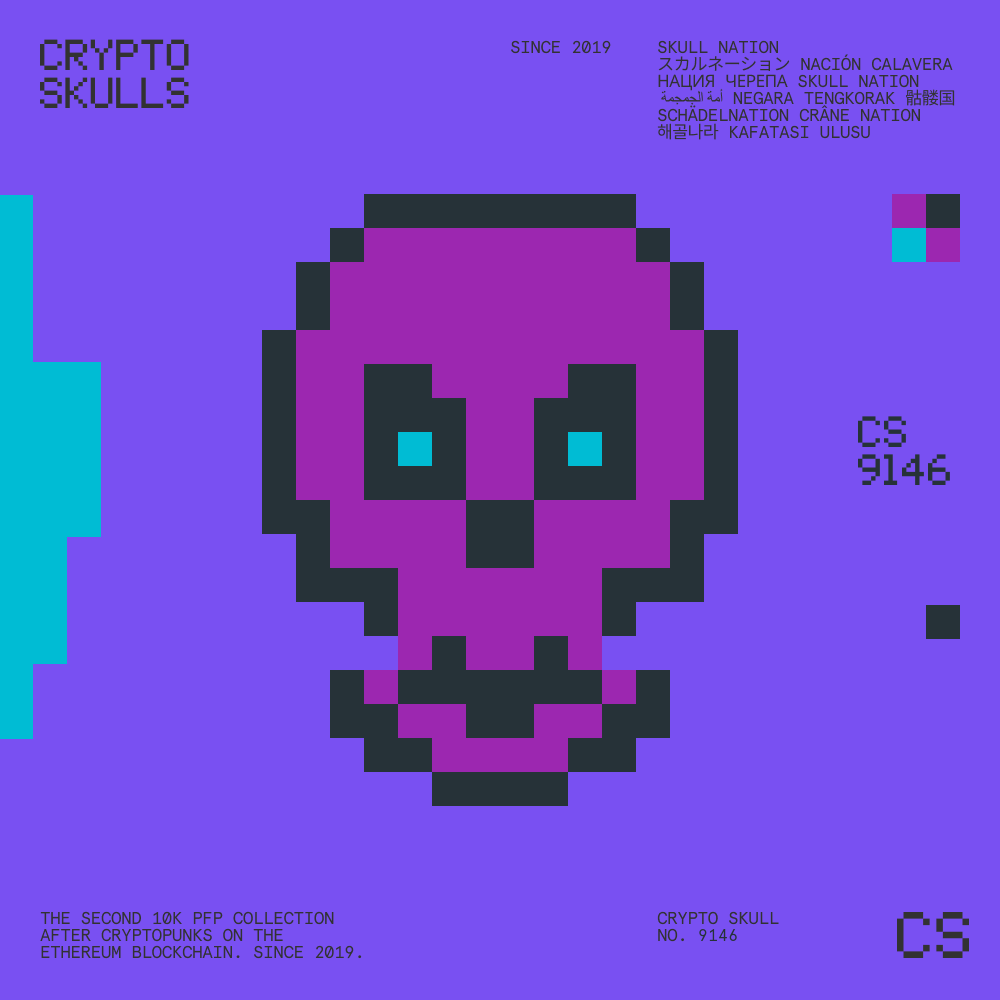 CRYPTO
SKULLS
SINCE 2019
SKULL NATION
スカルネーション NACIÓN CALAVERA
НАЦИЯ ЧЕРЕПА SKULL NATION
أمة الجمجمة NEGARA TENGKORAK 骷髅国
SCHÄDELNATION CRÂNE NATION
해골나라 KAFATASI ULUSU
CS
9146
THE SECOND 10K PFP COLLECTION
AFTER CRYPTOPUNKS ON THE
ETHEREUM BLOCKCHAIN. SINCE 2019.
CRYPTO SKULL
NO. 9146
CS